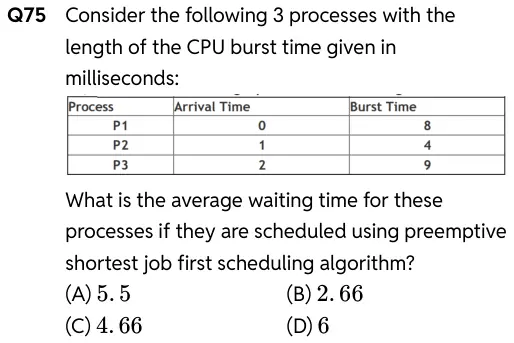 Q75 Consider the following 3 processes with the
length of the CPU burst time given in
milliseconds:
Process Arrival Time Burst Time
P1 0 8
P2 1 4
P3 2 9
What is the average waiting time for these
processes if they are scheduled using preemptive
shortest job first scheduling algorithm?
(A) 5.5 (B) 2.66
(C) 4.66 (D) 6